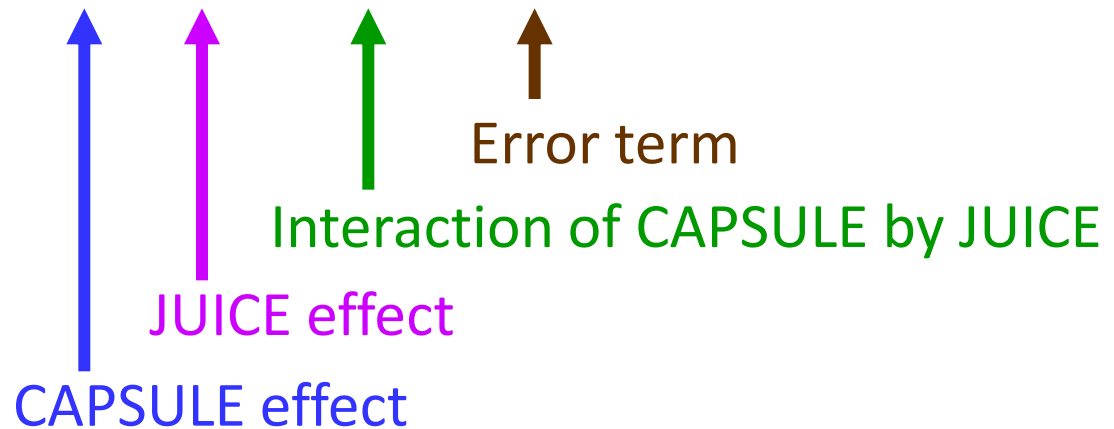 Error term
Interaction of CAPSULE by JUICE
JUICE effect
CAPSULE effect